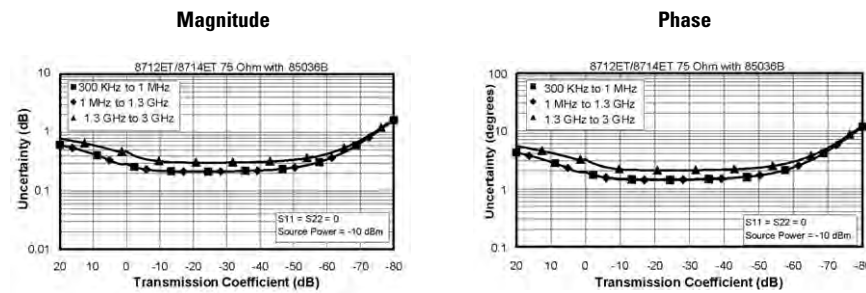 Magnitude
8712ET/8714ET 75 Ohm with 85036B
10
1
0.1
0.01
Uncertainty (dB)
300 KHz to 1 MHz
1 MHz to 1.3 GHz
1.3 GHz to 3 GHz
S11 = S22 = 0
Source Power = -10 dBm
20 10 0 -10 -20 -30 -40 -50 -60 -70 -80
Transmission Coefficient (dB)
Phase
8712ET/8714ET 75 Ohm with 85036B
100
10
1
0.1
Uncertainty (degrees)
300 KHz to 1 MHz
1 MHz to 1.3 GHz
1.3 GHz to 3 GHz
S11 = S22 = 0
Source Power = -10 dBm
20 10 0 -10 -20 -30 -40 -50 -60 -70 -80
Transmission Coefficient (dB)